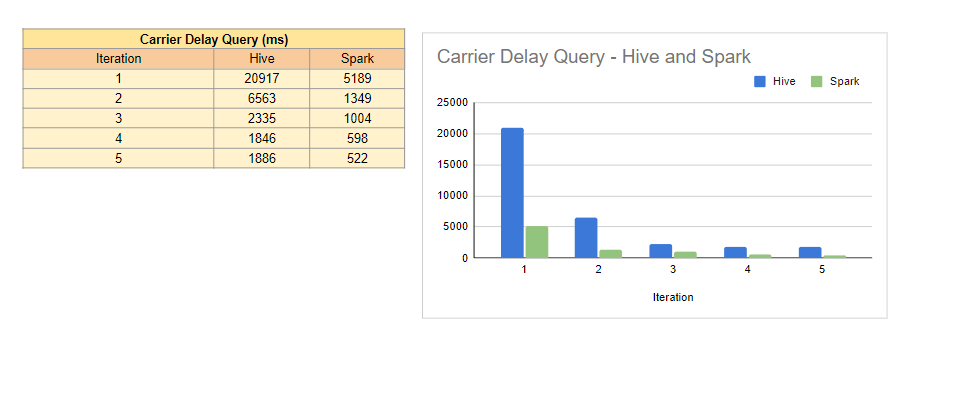 Carrier Delay Query (ms)
Iteration Hive Spark
1 20917 5189
2 6563 1349
3 2335 1004
4 1846 598
5 1886 522
Carrier Delay Query - Hive and Spark
Hive Spark
25000
20000
15000
10000
5000
0
1 2 3 4 5
Iteration